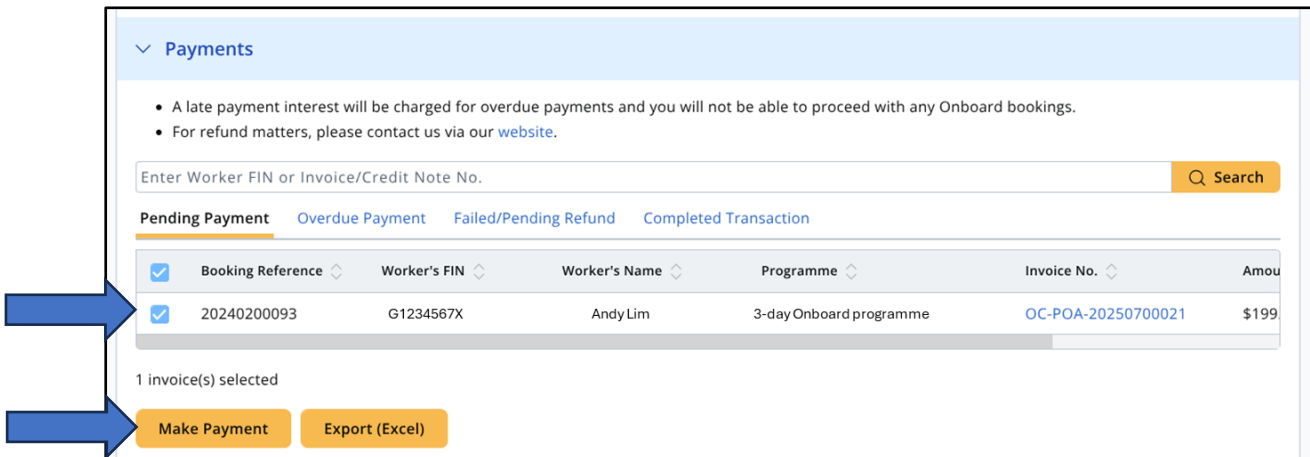 Payments
• A late payment interest will be charged for overdue payments and you will not be able to proceed with any Onboard bookings.
• For refund matters, please contact us via our website.
Enter Worker FIN or Invoice/Credit Note No. Search
Pending Payment Overdue Payment Failed/Pending Refund Completed Transaction
Booking Reference Worker's FIN Worker's Name Programme Invoice No. Amou
20240200093 G1234567X Andy Lim 3-day Onboard programme OC-POA-20250700021 $199.
1 invoice(s) selected
Make Payment Export (Excel)